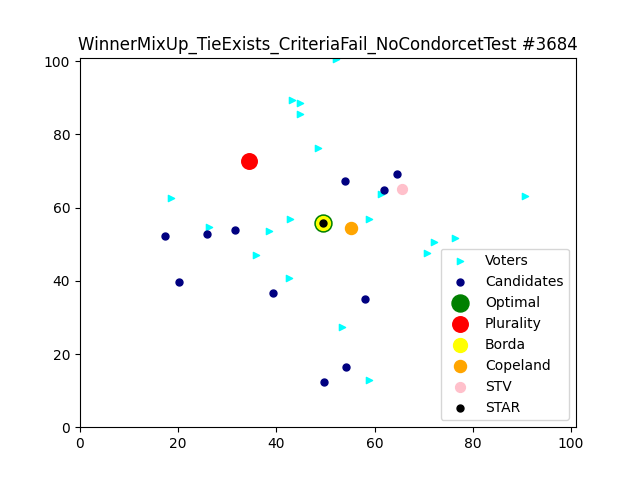 WinnerMixUp_TieExists_CriteriaFail_NoCondorcetTest #3684
100
80
60
40
20
0
Voters
Candidates
Optimal
Plurality
Borda
Copeland
STV
STAR
0 20 40 60 80 100